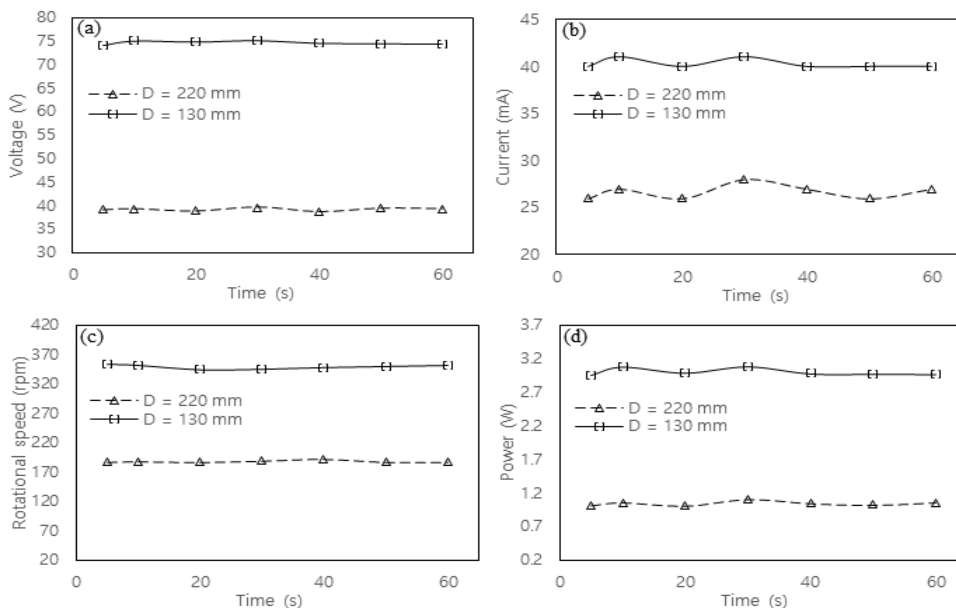 (a)
80
75
70
65
60
55
50
45
40
35
30
Voltage (V)
D = 220 mm
D = 130 mm
0 20 40 60
Time (s)
(b)
45
40
35
30
25
20
Current (mA)
D = 220 mm
D = 130 mm
0 20 40 60
Time (s)
(c)
420
370
320
270
220
170
120
70
20
Rotational speed (rpm)
D = 220 mm
D = 130 mm
0 20 40 60
Time (s)
(d)
3.7
3.2
2.7
2.2
1.7
1.2
0.7
0.2
Power (W)
D = 220 mm
D = 130 mm
0 20 40 60
Time (s)